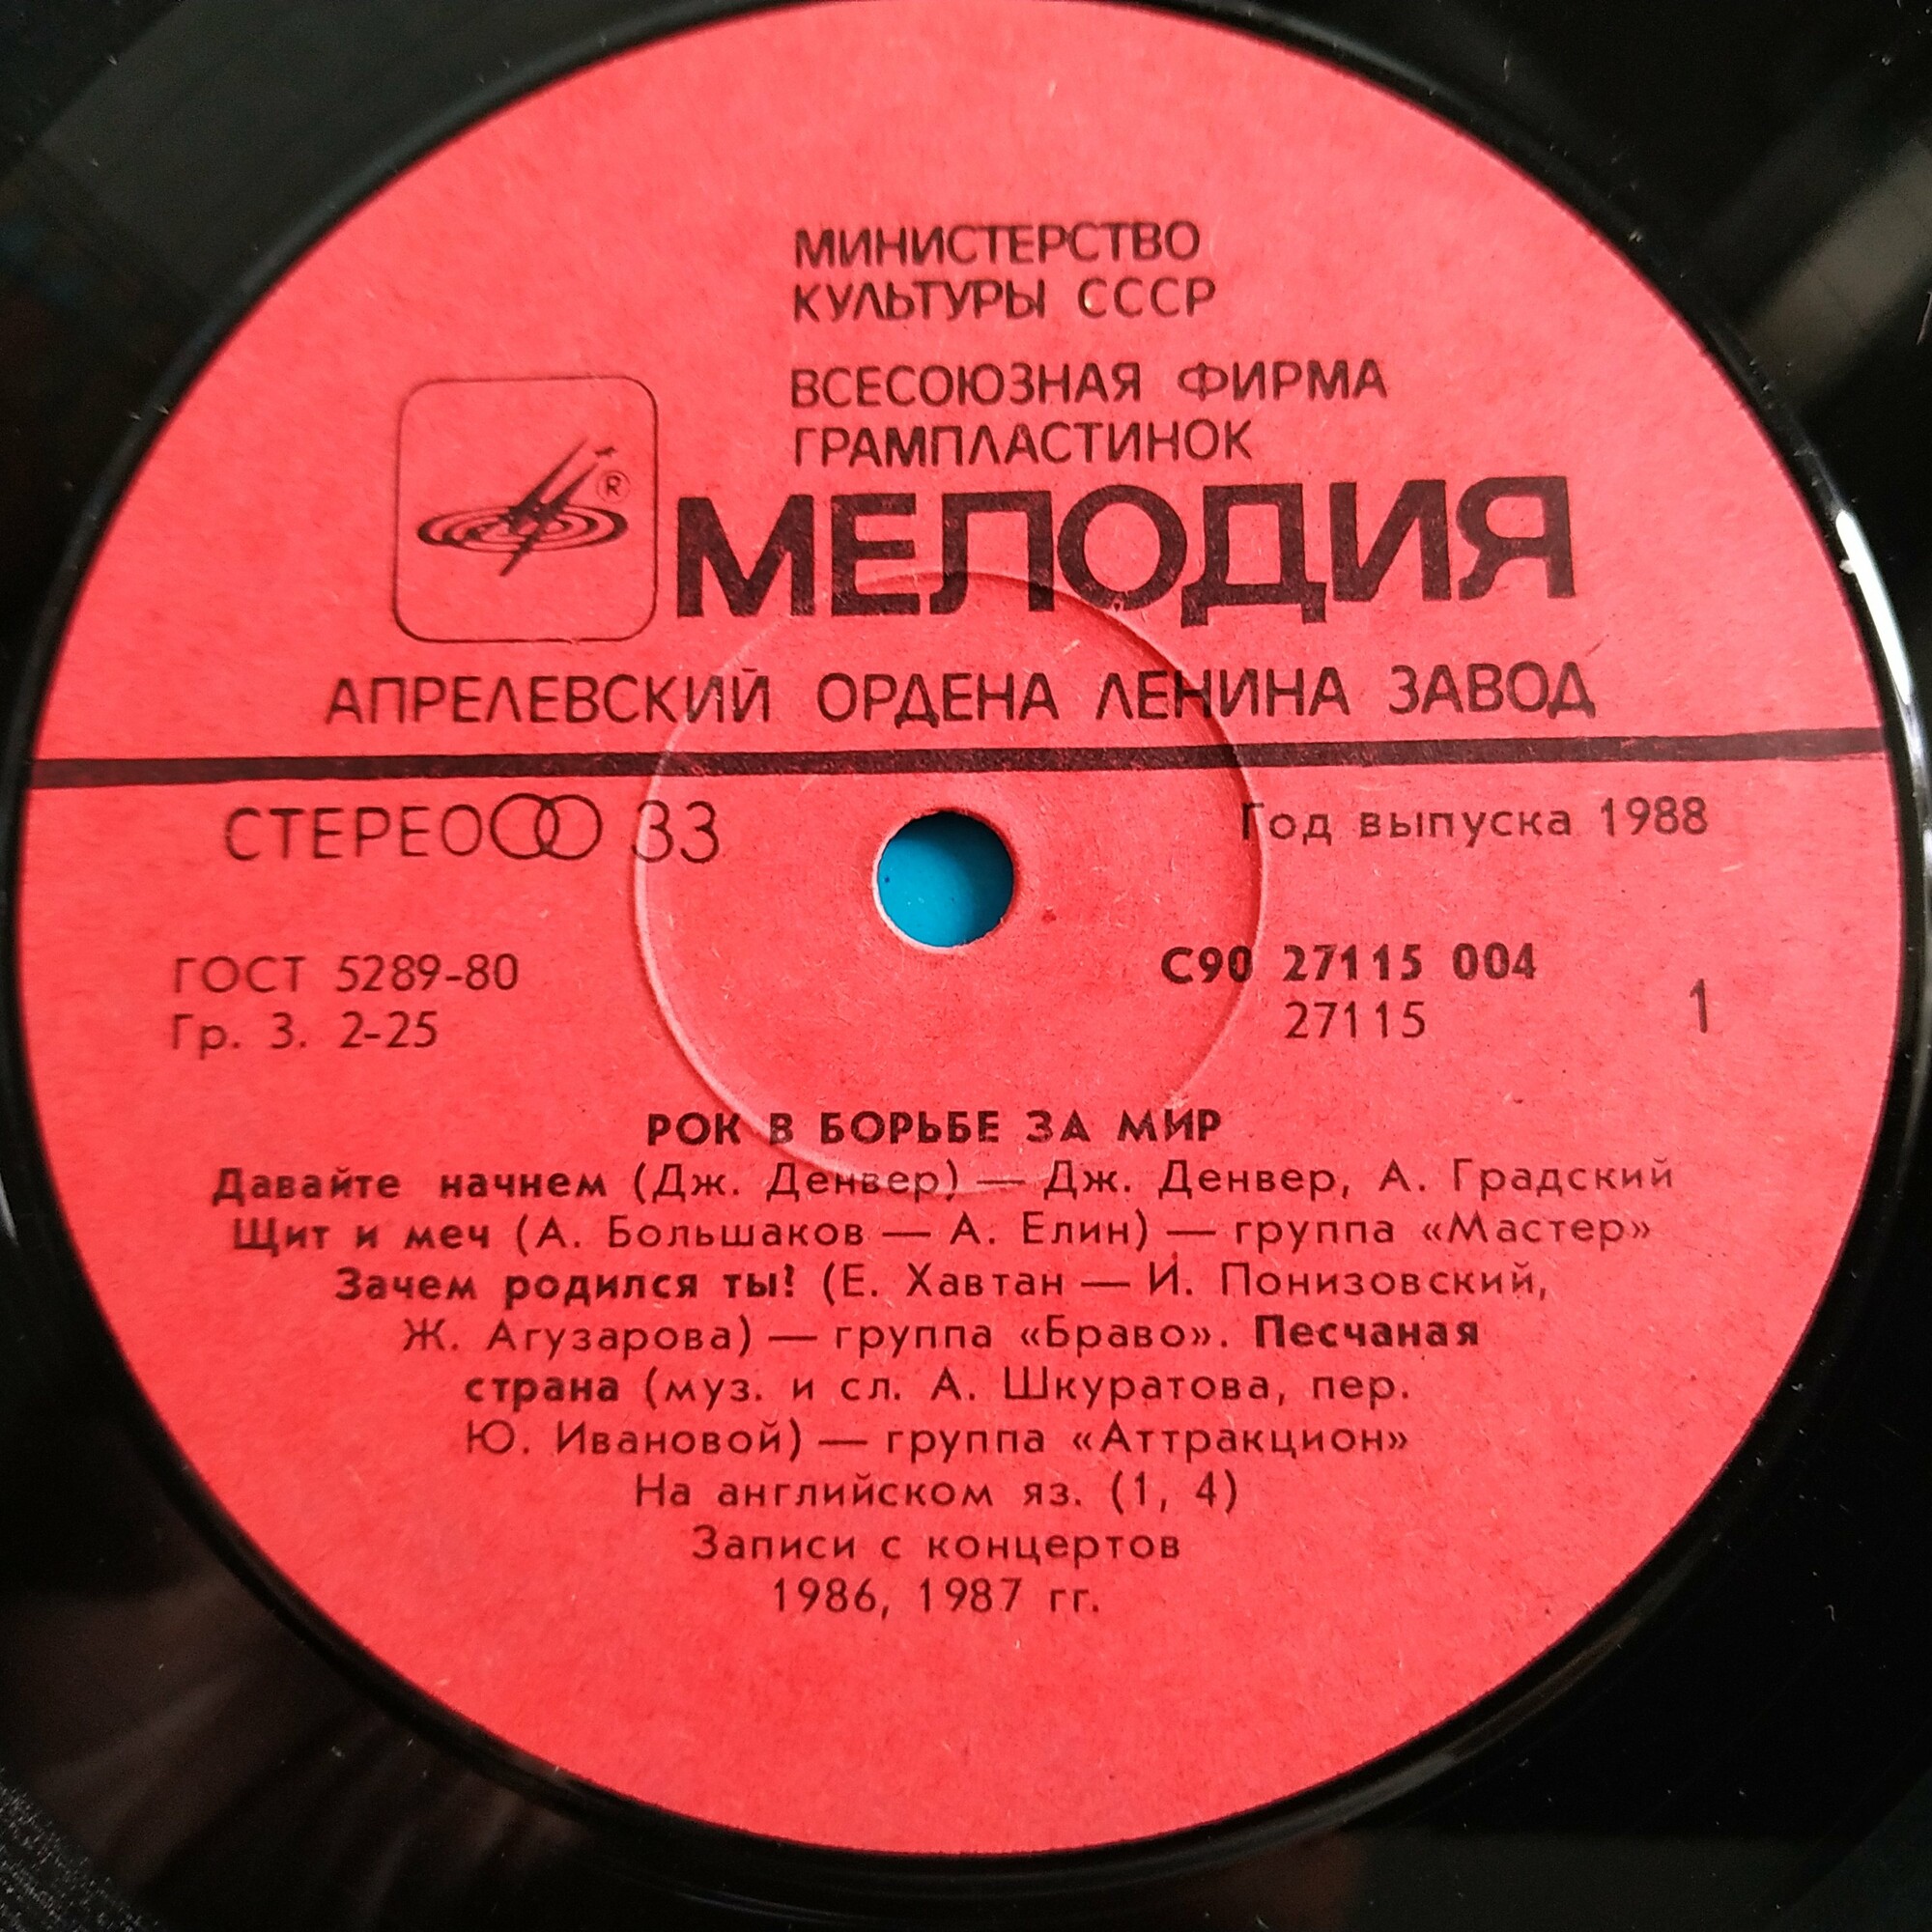 МИНИСТЕРСТВО
КУЛЬТУРЫ СССР
ВСЕСОЮЗНАЯ ФИРМА
ГРАМПЛАСТИНОК
®
МЕЛОДИЯ
АПРЕЛЕВСКИЙ ОРДЕНА ЛЕНИНА ЗАВОД
СТЕРЕО 33
Год выпуска 1988
ГОСТ 5289-80
Гр. 3. 2-25
С90 27115 004
27115
1
РОК В БОРЬБЕ ЗА МИР
Давайте начнем (Дж. Денвер) — Дж. Денвер, А. Градский
Щит и меч (А. Большаков — А. Елин) — группа «Мастер»
Зачем родился ты? (Е. Хавтан — И. Понизовский,
Ж. Агузарова) — группа «Браво». Песчаная
страна (муз. и сл. А. Шкуратова, пер.
Ю. Ивановой) — группа «Аттракцион»
На английском яз. (1, 4)
Записи с концертов
1986, 1987 гг.